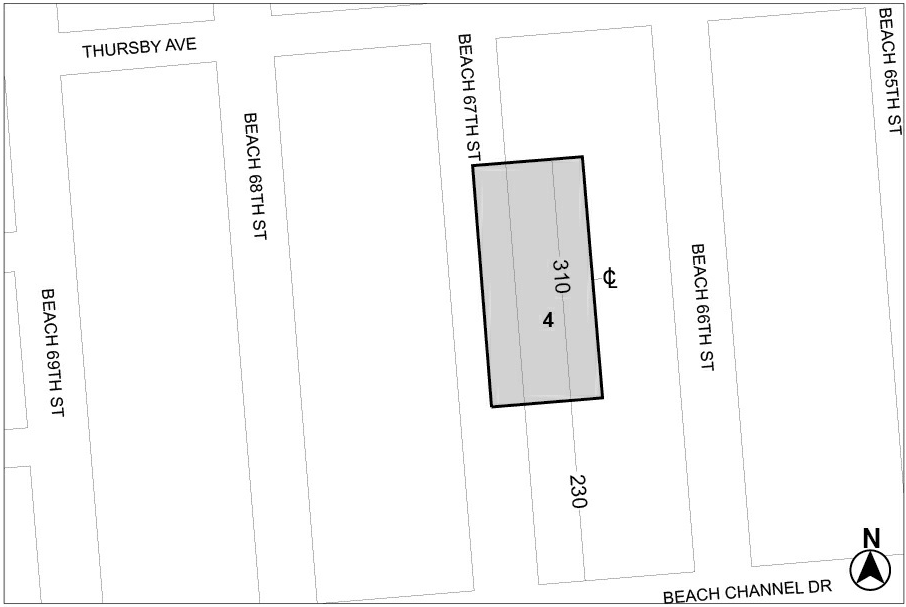 THURSBY AVE
BEACH 65TH ST
BEACH 67TH ST
BEACH 68TH ST
BEACH 66TH ST
BEACH 69TH ST
310
℄
4
230
N
BEACH CHANNEL DR